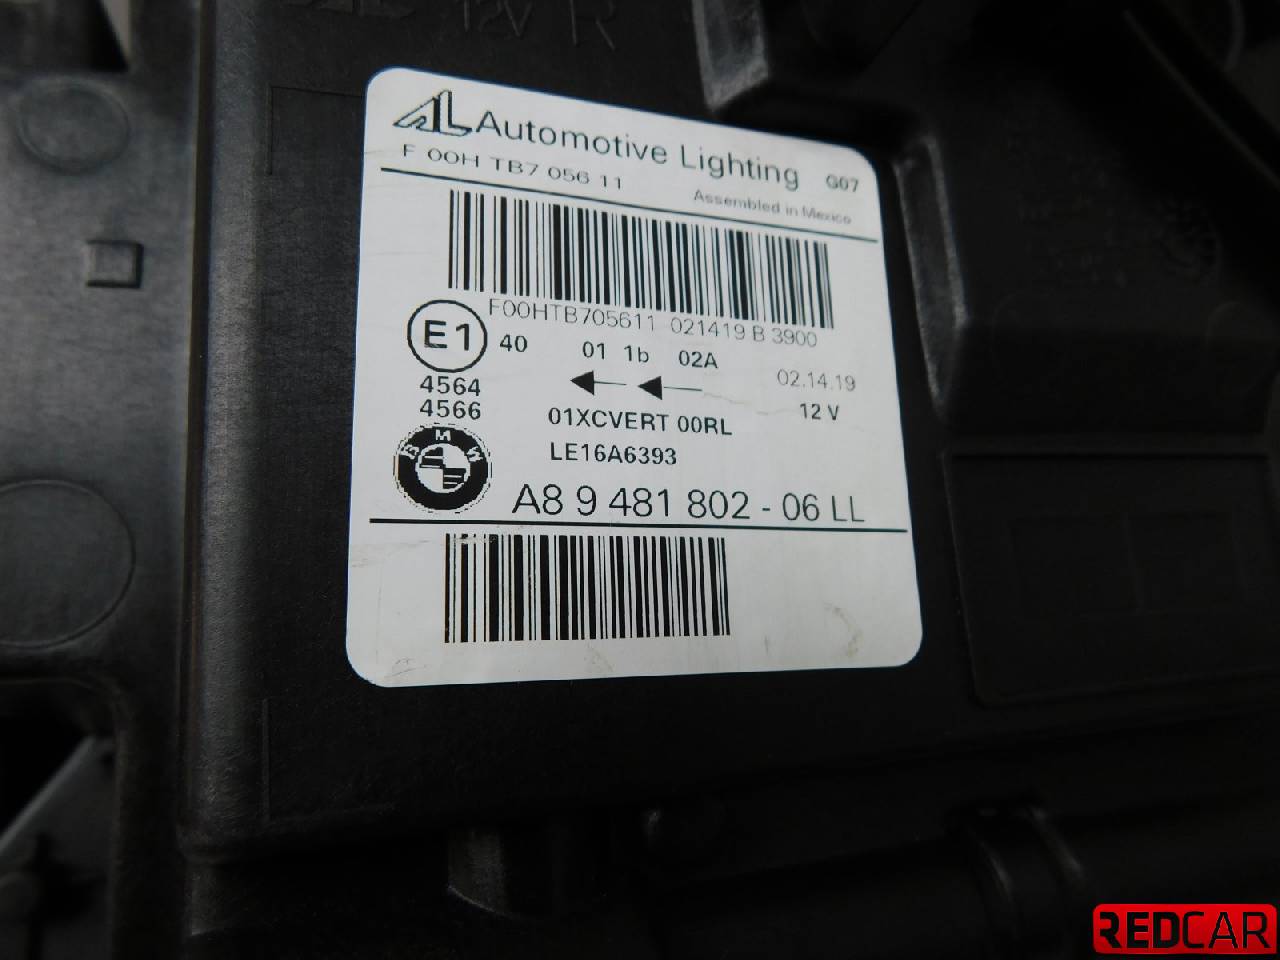 12V R
AL Automotive Lighting G07
F 00H TB7 056 11
Assembled in Mexico
F00HTB705611 021419 B 3900
E1 40 01 1b 02A
4564 02.14.19
4566 01XCVERT 00RL 12 V
LE16A6393
BMW
A8 9 481 802 - 06 LL
REDCAR